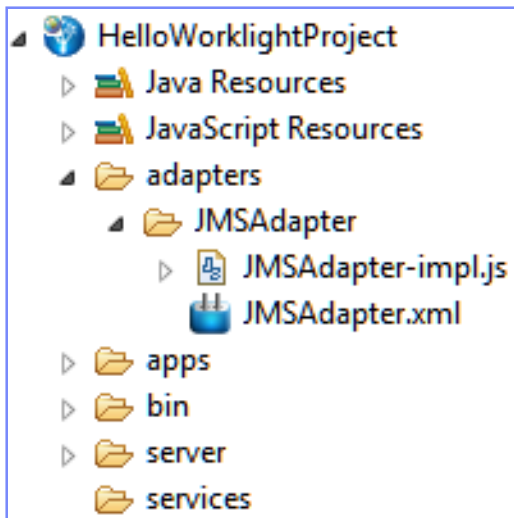 HelloWorklightProject
Java Resources
JavaScript Resources
adapters
JMSAdapter
JMSAdapter-impl.js
JMSAdapter.xml
apps
bin
server
services